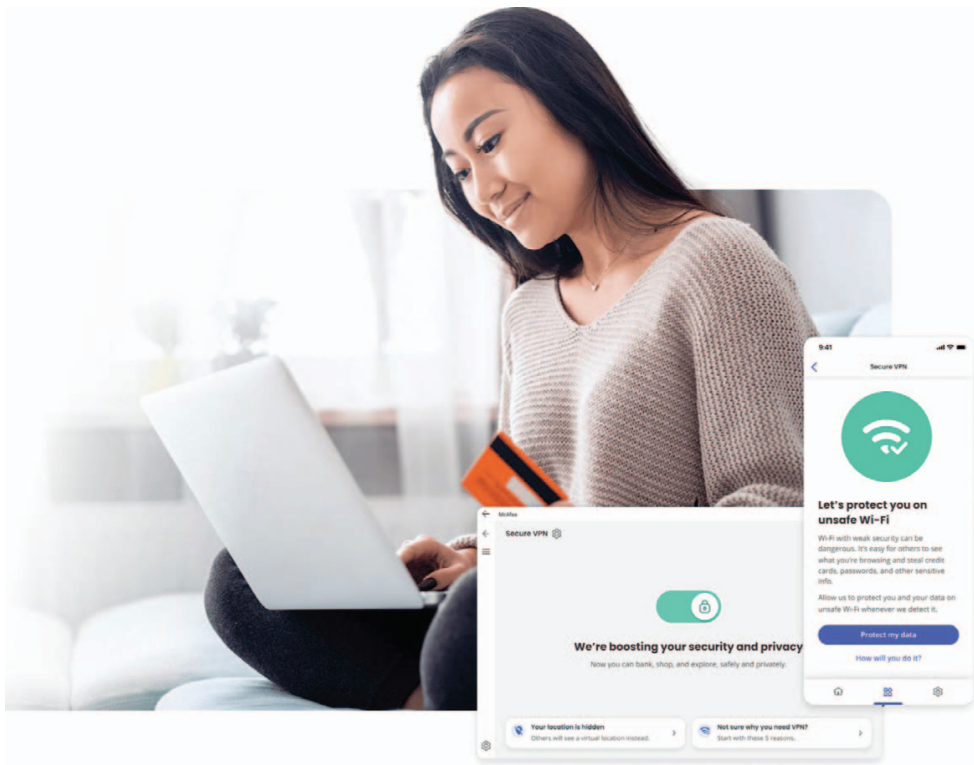 McAfee
Secure VPN
We're boosting your security and privacy
Now you can bank, shop, and explore, safely and privately.
Your location is hidden
Others will see a virtual location instead.
Not sure why you need VPN?
Start with these 5 reasons.
9:41
Secure VPN
Let's protect you on
unsafe Wi-Fi
Wi-Fi with weak security can be
dangerous. It's easy for others to see
what you're browsing and steal credit
cards, passwords, and other sensitive
info.
Allow us to protect you and your data on
unsafe Wi-Fi whenever we detect it.
Protect my data
How will you do it?